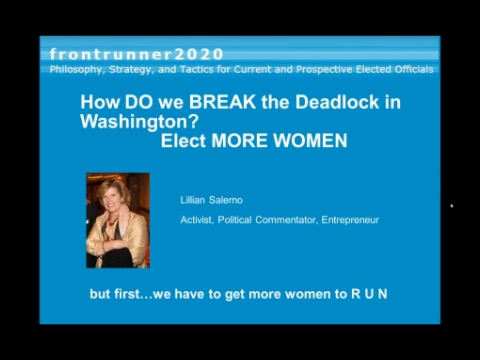 frontrunner2020
Philosophy, Strategy, and Tactics for Current and Prospective Elected Officials
How DO we BREAK the Deadlock in
Washington?
Elect MORE WOMEN
Lillian Salerno
Activist, Political Commentator, Entrepreneur
but first...we have to get more women to R U N